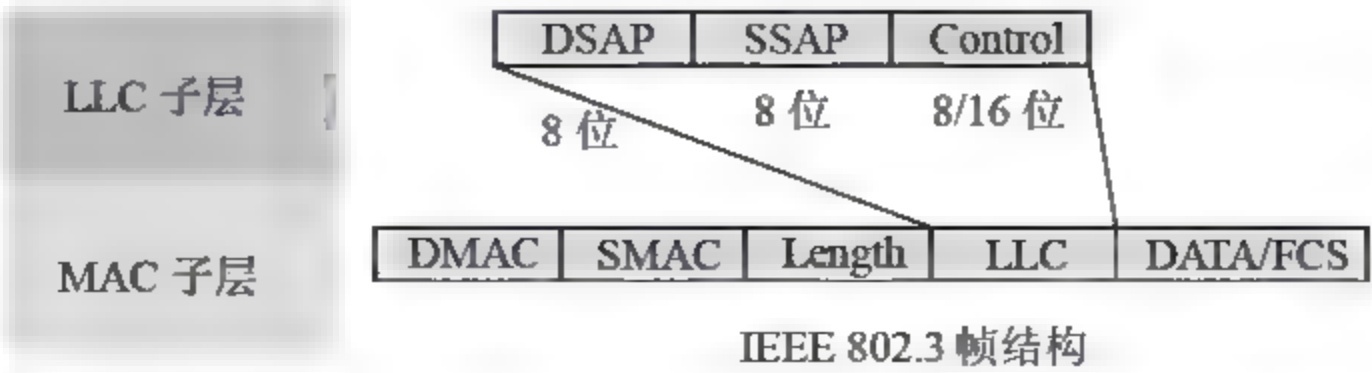 DSAP SSAP Control
LLC 子层
8 位 8 位 8/16 位
DMAC SMAC Length LLC DATA/FCS
MAC 子层
IEEE 802.3 帧结构